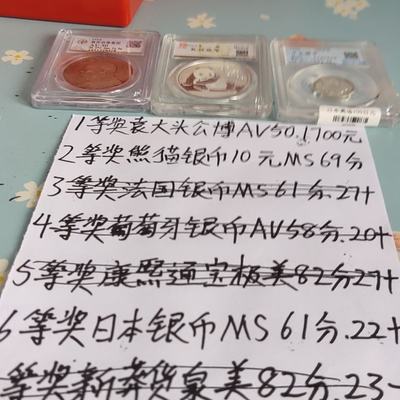 1等奖袁大头公博AV50.1700元
2等奖熊猫银币10元MS69分
3等奖法国银币MS61分.27+
4等奖葡萄牙银币AV58分.20+
5等奖康熙通宝极美82分27+
6等奖日本银币MS61分.22+
等奖新莽货泉美82分.23-